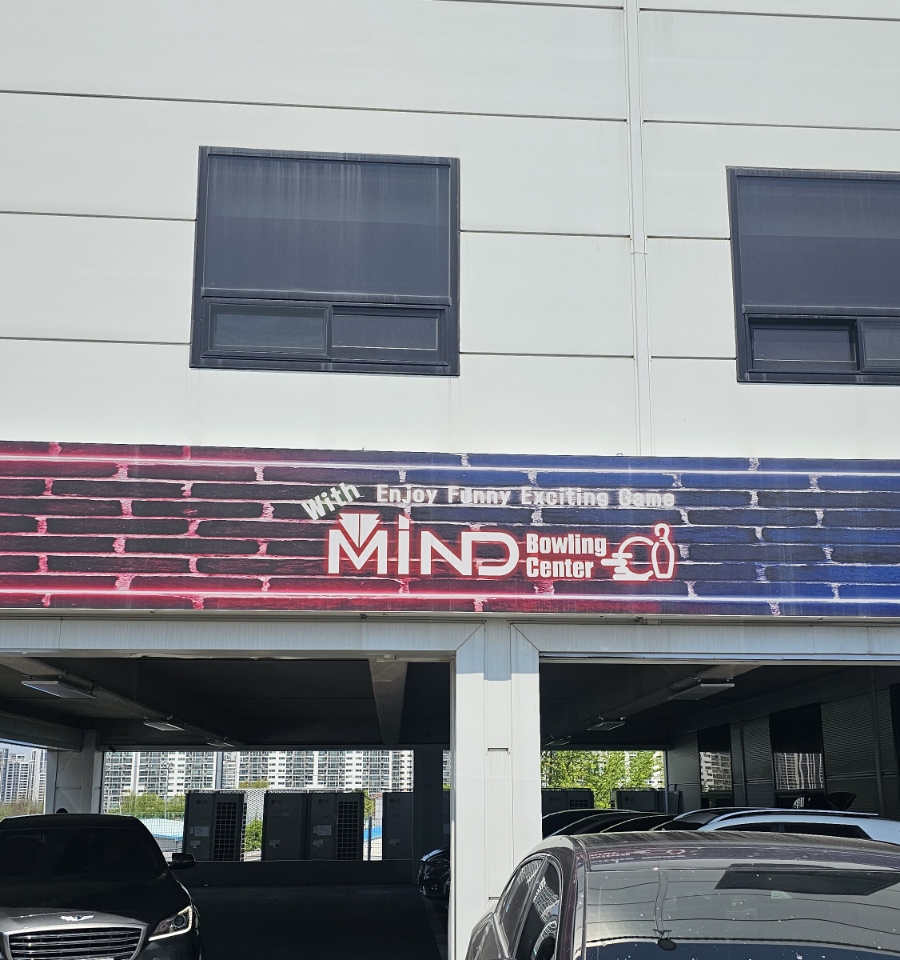 With Enjoy Funny Exciting Game
MIND Bowling
Center